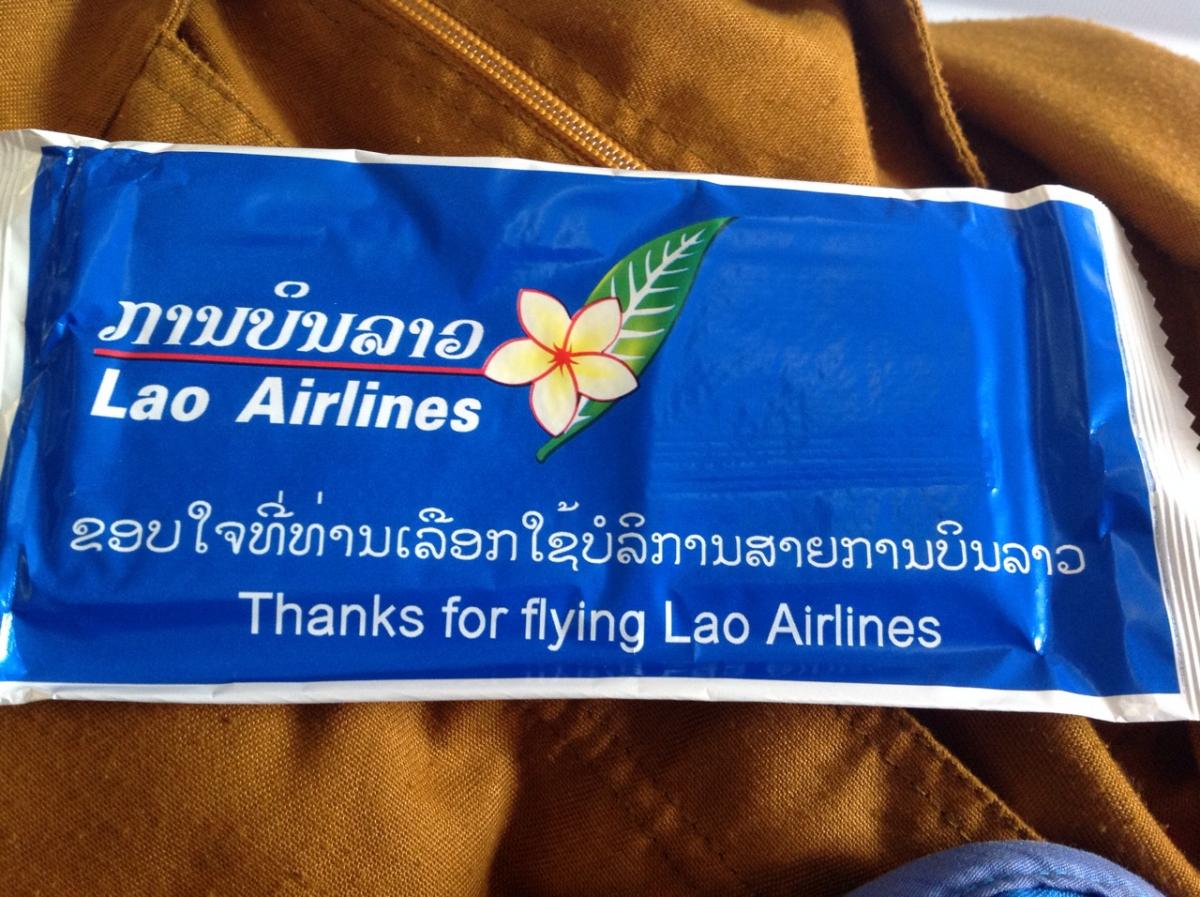 ການບິນລາວ
Lao Airlines
ຂອບໃຈທີ່ທ່ານເລືອກໃຊ້ບໍລິການສາຍການບິນລາວ
Thanks for flying Lao Airlines